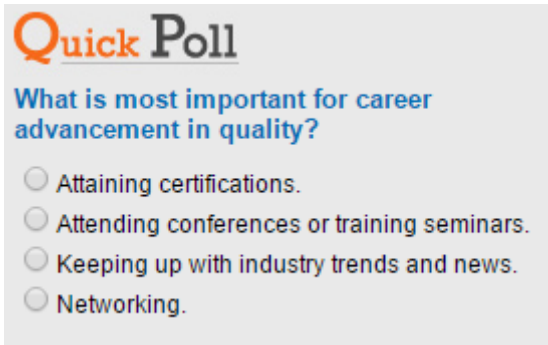 Quick Poll
What is most important for career
advancement in quality?
Attaining certifications.
Attending conferences or training seminars.
Keeping up with industry trends and news.
Networking.